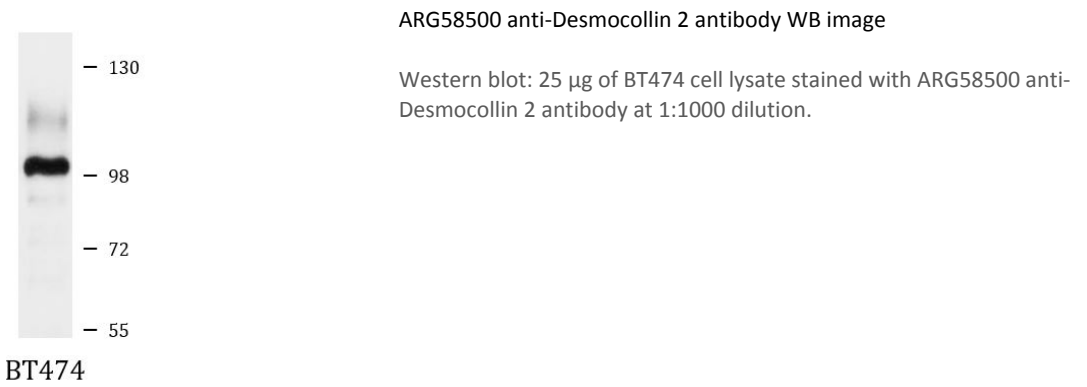 ARG58500 anti-Desmocollin 2 antibody WB image
Western blot: 25 µg of BT474 cell lysate stained with ARG58500 anti-
Desmocollin 2 antibody at 1:1000 dilution.
130
98
72
55
BT474